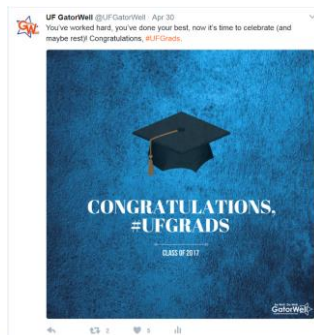 UF GatorWell @UFGatorWell · Apr 30
You've worked hard, you've done your best, now it's time to celebrate (and
maybe rest)! Congratulations, #UFGrads.
CONGRATULATIONS,
#UFGRADS
CLASS OF 2017
GatorWell